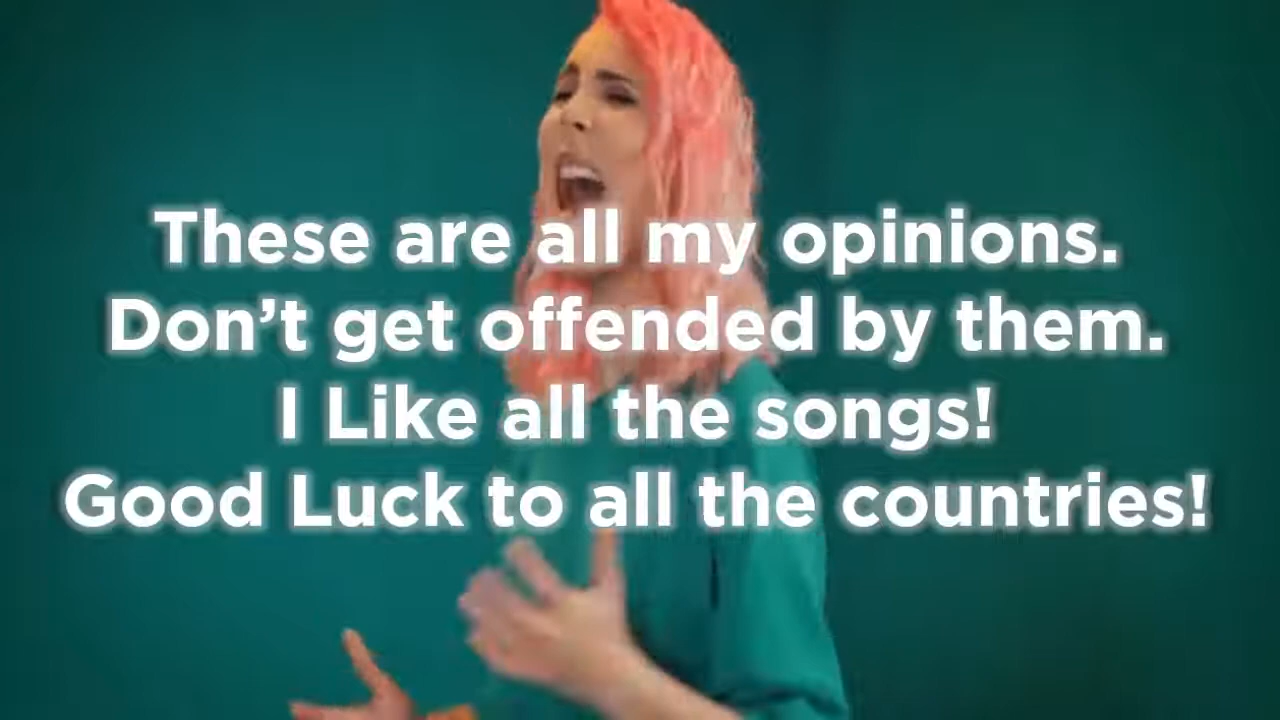 These are all my opinions.
Don’t get offended by them.
I Like all the songs!
Good Luck to all the countries!